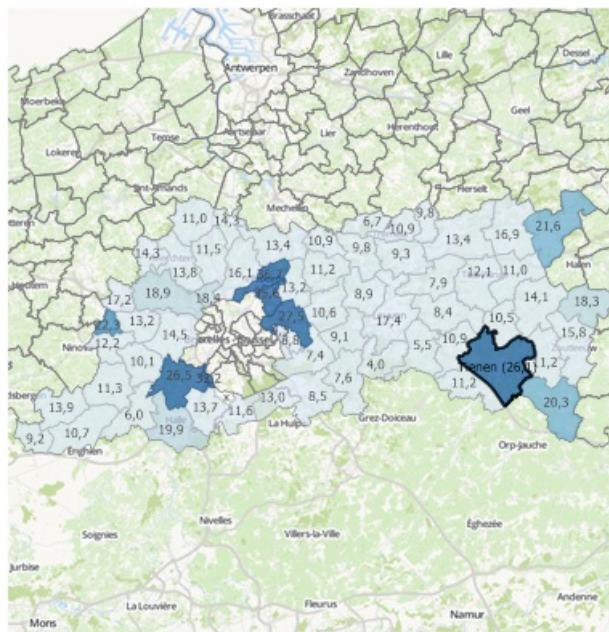 Brasschaat
Dessel
Lille
Antwerpen
Zandhoven
Moerbeke
Geel
Aartselaar
Temse
Lier
Herenthout
Lokeren
Mechelen
11,0
14,3
6,7
9,8
10,9
21,6
14,3
11,5
13,4
10,9
9,8
9,3
13,4
16,9
Halen
13,8
16,1
11,2
12,1
11,0
17,2
18,9
18,4
13,2
8,9
7,9
14,1
18,3
22,3
13,2
27,5
10,6
17,4
8,4
10,5
Ninove
12,2
14,5
8,8
9,1
5,5
10,9
15,8
10,1
7,4
4,0
Tienen (26,1)
11,3
26,5
7,6
11,2
20,3
13,9
6,0
13,7
11,6
13,0
8,5
9,2
10,7
19,9
La Hulpe
Grez-Doiceau
Enghien
Orp-Jauche
Soignies
Nivelles
Villers-la-Ville
Éghezée
Jurbise
La Louvière
Fleurus
Andenne
Mons
Namur